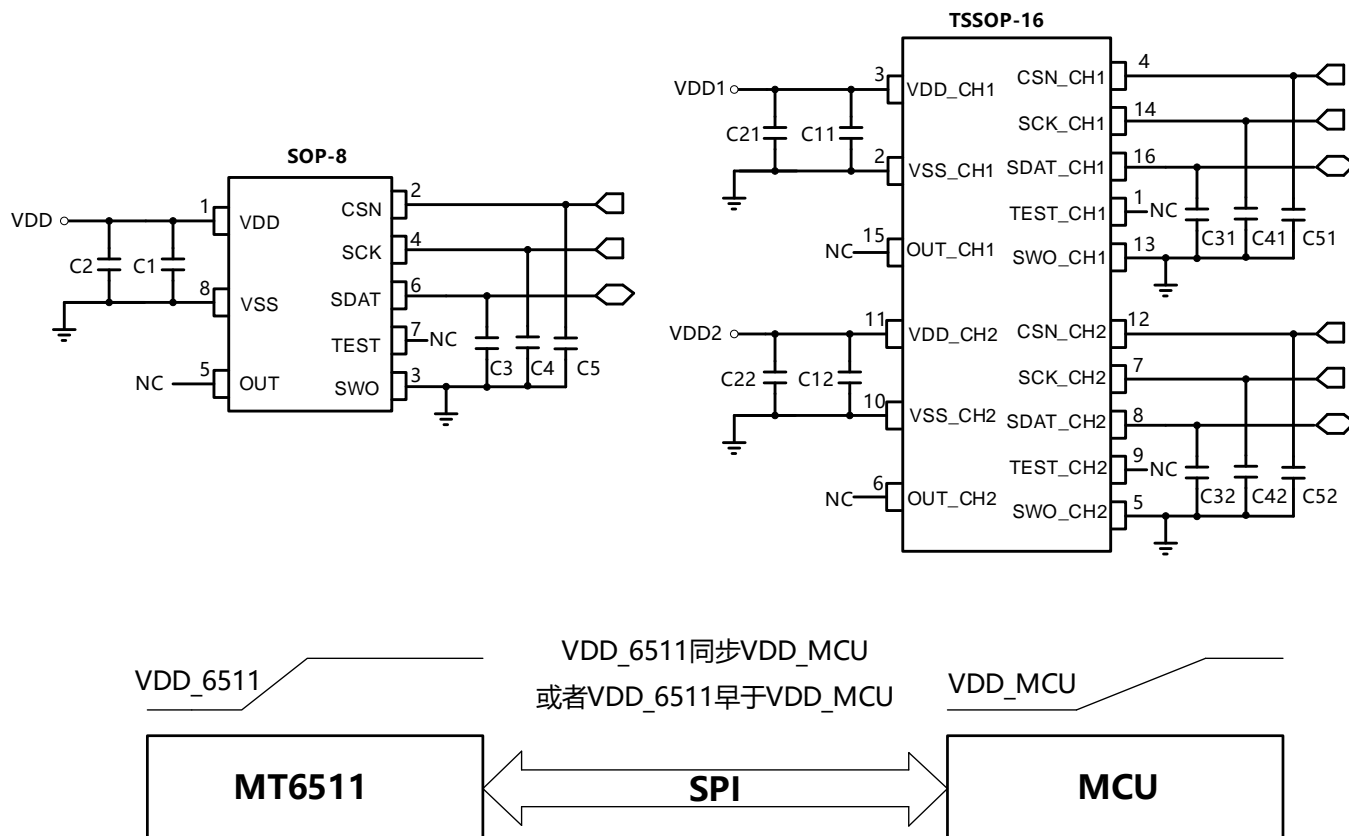 SOP-8
VDD
C2
C1
1
VDD
8
VSS
NC
5
OUT
CSN
2
SCK
4
SDAT
6
TEST
7
NC
SWO
3
C3
C4
C5
TSSOP-16
VDD1
C21
C11
3
VDD_CH1
2
VSS_CH1
NC
15
OUT_CH1
CSN_CH1
4
SCK_CH1
14
SDAT_CH1
16
TEST_CH1
1
NC
SWO_CH1
13
C31
C41
C51
VDD2
C22
C12
11
VDD_CH2
10
VSS_CH2
NC
6
OUT_CH2
CSN_CH2
12
SCK_CH2
7
SDAT_CH2
8
TEST_CH2
9
NC
SWO_CH2
5
C32
C42
C52
VDD_6511
VDD_6511同步VDD_MCU
或者VDD_6511早于VDD_MCU
VDD_MCU
MT6511
SPI
MCU